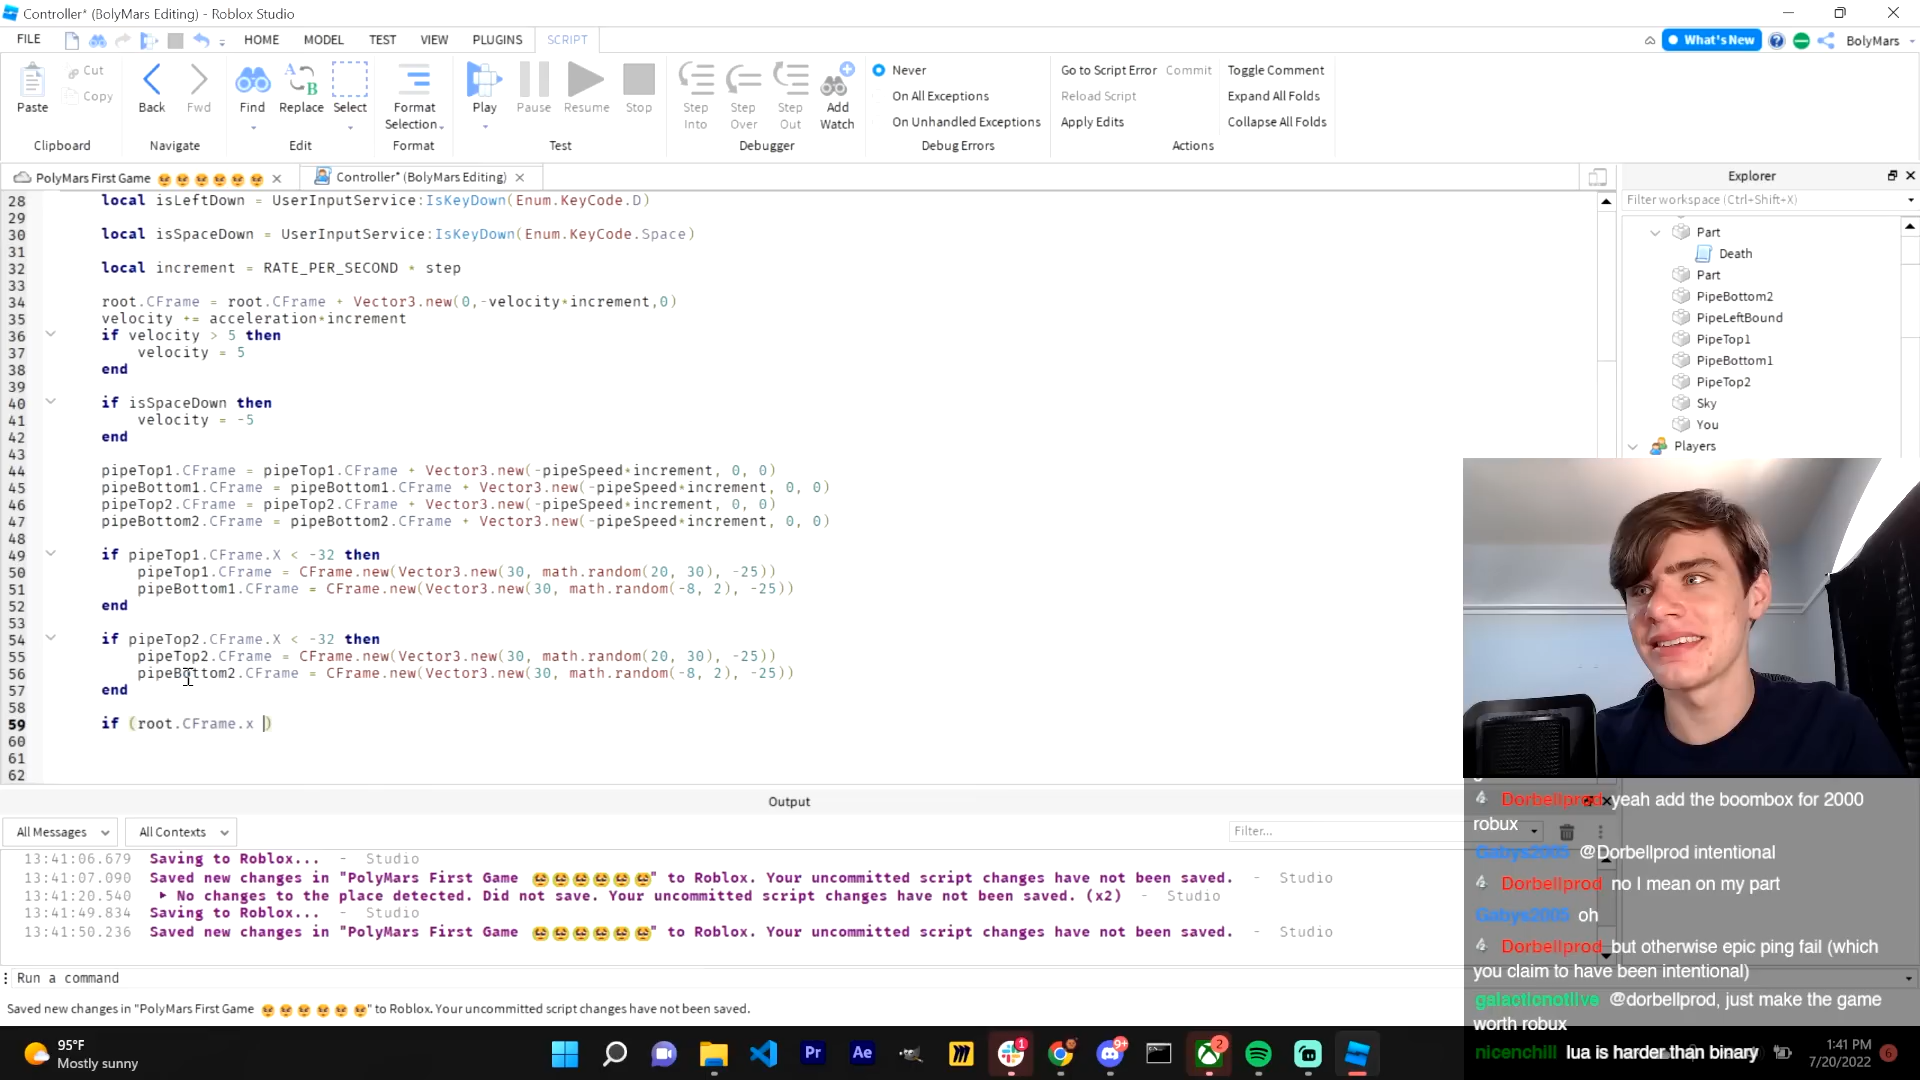 Controller* (BolyMars Editing) - Roblox Studio
FILE HOME MODEL TEST VIEW PLUGINS SCRIPT What's New BolyMars
Cut Never Go to Script Error Commit Toggle Comment
Copy On All Exceptions Reload Script Expand All Folds
Paste Back Fwd Find Replace Select Format Selection Play Pause Resume Stop Step Into Step Over Step Out Add Watch On Unhandled Exceptions Apply Edits Collapse All Folds
Clipboard Navigate Edit Format Test Debugger Debug Errors Actions
PolyMars First Game 😖😖😖😖😖😖 Controller* (BolyMars Editing)
28 local isLeftDown = UserInputService:IsKeyDown(Enum.KeyCode.D)
29
30 local isSpaceDown = UserInputService:IsKeyDown(Enum.KeyCode.Space)
31
32 local increment = RATE_PER_SECOND * step
33
34 root.CFrame = root.CFrame + Vector3.new(0,-velocity*increment,0)
35 velocity += acceleration*increment
36 if velocity > 5 then
37 velocity = 5
38 end
39
40 if isSpaceDown then
41 velocity = -5
42 end
43
44 pipeTop1.CFrame = pipeTop1.CFrame + Vector3.new(-pipeSpeed*increment, 0, 0)
45 pipeBottom1.CFrame = pipeBottom1.CFrame + Vector3.new(-pipeSpeed*increment, 0, 0)
46 pipeTop2.CFrame = pipeTop2.CFrame + Vector3.new(-pipeSpeed*increment, 0, 0)
47 pipeBottom2.CFrame = pipeBottom2.CFrame + Vector3.new(-pipeSpeed*increment, 0, 0)
48
49 if pipeTop1.CFrame.X < -32 then
50 pipeTop1.CFrame = CFrame.new(Vector3.new(30, math.random(20, 30), -25))
51 pipeBottom1.CFrame = CFrame.new(Vector3.new(30, math.random(-8, 2), -25))
52 end
53
54 if pipeTop2.CFrame.X < -32 then
55 pipeTop2.CFrame = CFrame.new(Vector3.new(30, math.random(20, 30), -25))
56 pipeBottom2.CFrame = CFrame.new(Vector3.new(30, math.random(-8, 2), -25))
57 end
58
59 if (root.CFrame.x )
60
61
62
Explorer
Filter workspace (Ctrl+Shift+X)
Part
Death
Part
PipeBottom2
PipeLeftBound
PipeTop1
PipeBottom1
PipeTop2
Sky
You
Players
Output
All Messages All Contexts Filter...
13:41:06.679 Saving to Roblox... - Studio
13:41:07.090 Saved new changes in "PolyMars First Game 😖😖😖😖😖😖" to Roblox. Your uncommitted script changes have not been saved. - Studio
13:41:20.540 No changes to the place detected. Did not save. Your uncommitted script changes have not been saved. (x2) - Studio
13:41:49.834 Saving to Roblox... - Studio
13:41:50.236 Saved new changes in "PolyMars First Game 😖😖😖😖😖😖" to Roblox. Your uncommitted script changes have not been saved. - Studio
Run a command
Saved new changes in "PolyMars First Game 😖😖😖😖😖😖" to Roblox. Your uncommitted script changes have not been saved.
Dorbellprod yeah add the boombox for 2000
robux
Gabys2005 @Dorbellprod intentional
Dorbellprod no I mean on my part
Gabys2005 oh
Dorbellprod but otherwise epic ping fail (which
you claim to have been intentional)
galacticnotlive @dorbellprod, just make the game
worth robux
nicenchill lua is harder than binary
95°F
Mostly sunny
Pr Ae 1 9+ 2
1:41 PM
7/20/2022 6